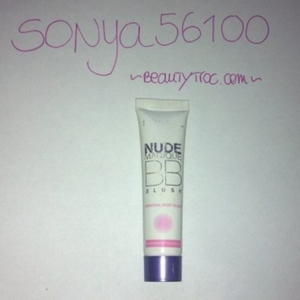 SONYA56100
~BEAUTYTROC.COM~
NUDE
MAGIQUE
BB
BLUSH